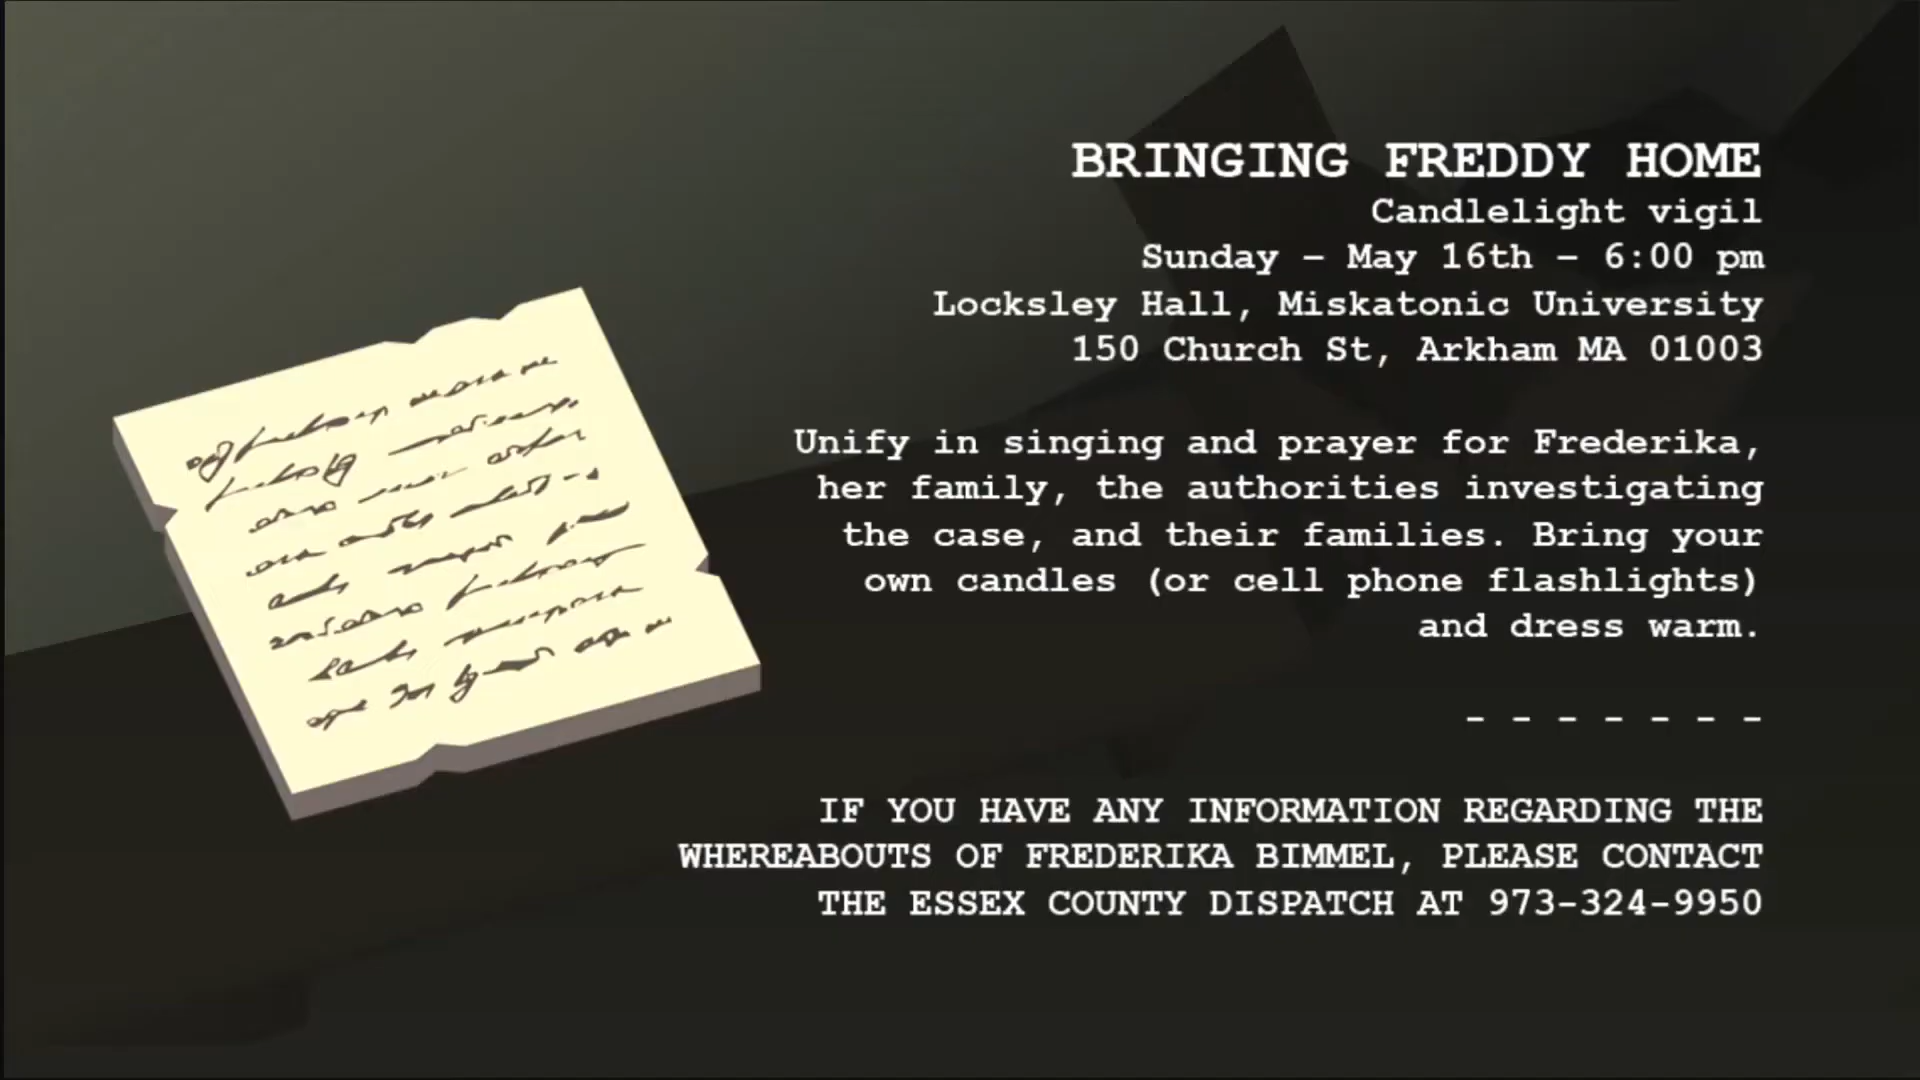 BRINGING FREDDY HOME
Candlelight vigil
Sunday – May 16th – 6:00 pm
Locksley Hall, Miskatonic University
150 Church St, Arkham MA 01003
Unify in singing and prayer for Frederika,
her family, the authorities investigating
the case, and their families. Bring your
own candles (or cell phone flashlights)
and dress warm.
- - - - - - -
IF YOU HAVE ANY INFORMATION REGARDING THE
WHEREABOUTS OF FREDERIKA BIMMEL, PLEASE CONTACT
THE ESSEX COUNTY DISPATCH AT 973-324-9950